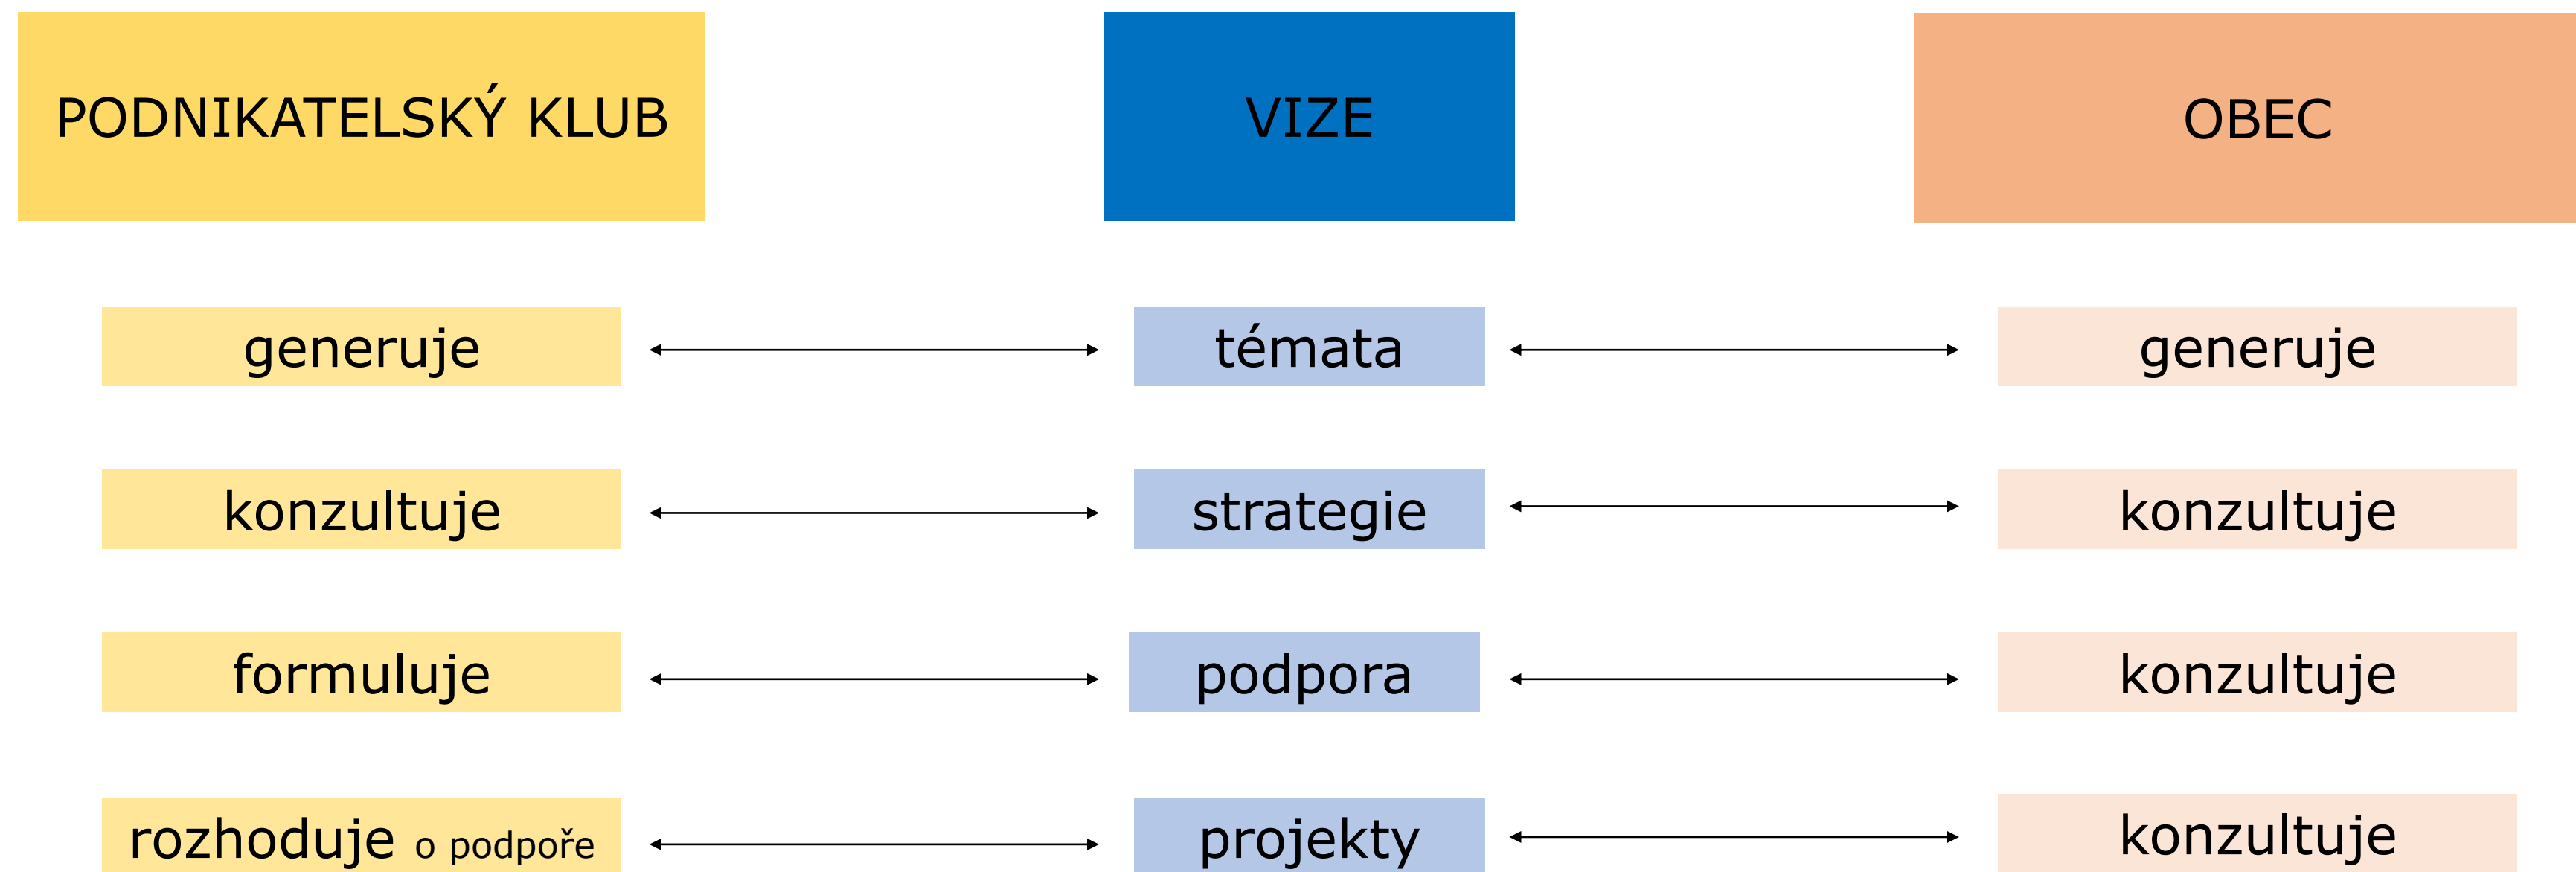 PODNIKATELSKÝ KLUB
VIZE
OBEC
generuje
témata
generuje
konzultuje
strategie
konzultuje
formuluje
podpora
konzultuje
rozhoduje o podpoře
projekty
konzultuje